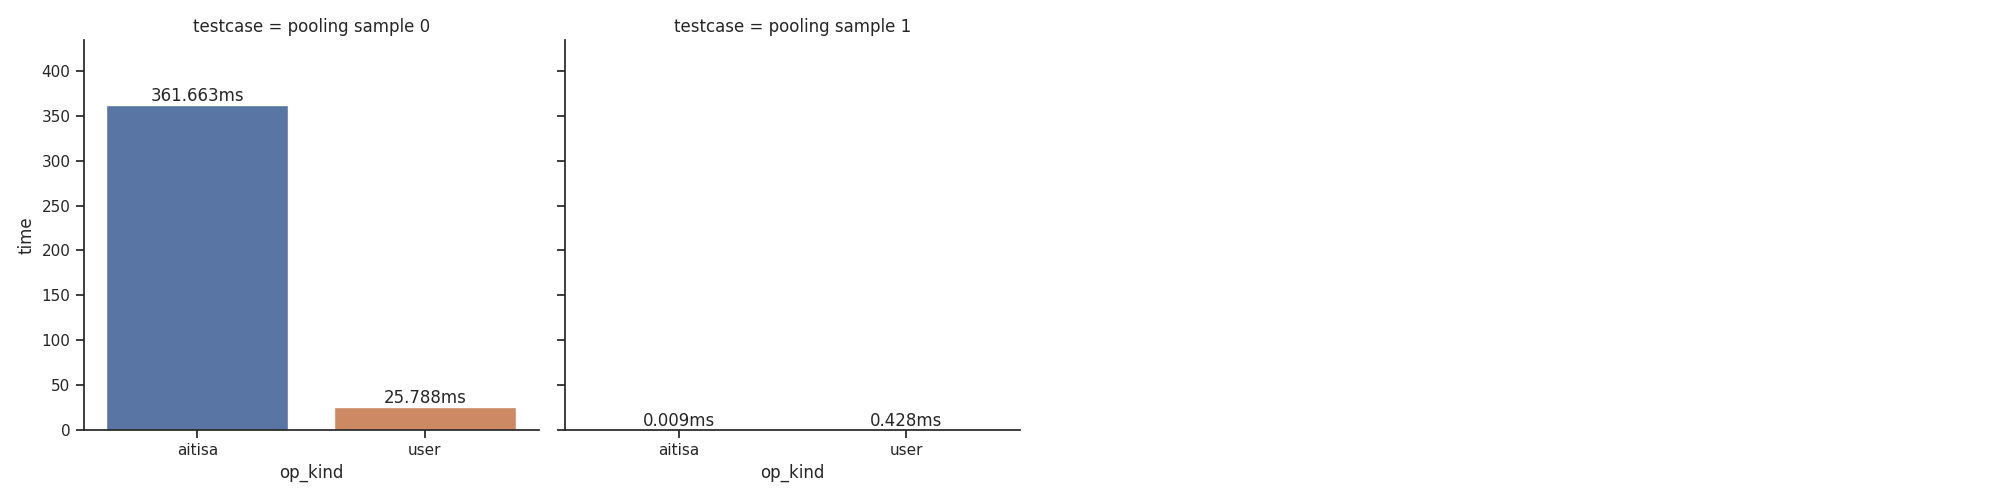 testcase = pooling sample 0
testcase = pooling sample 1
400
350
300
250
200
150
100
50
0
time
361.663ms
25.788ms
0.009ms
0.428ms
aitisa
user
aitisa
user
op_kind
op_kind